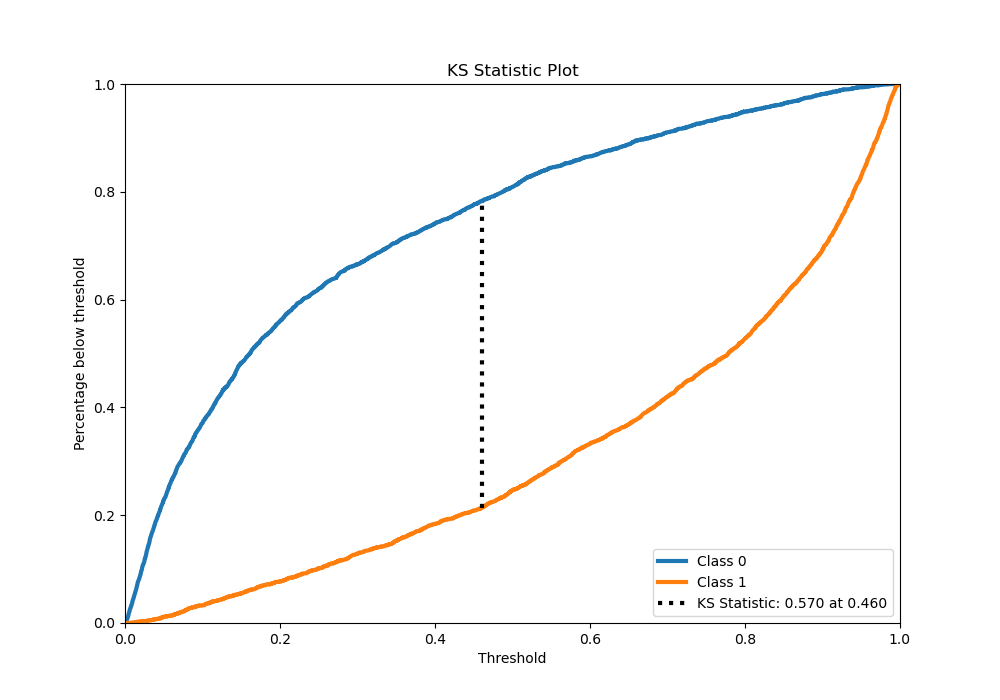 KS Statistic Plot
1.0
0.8
0.6
0.4
0.2
0.0
Percentage below threshold
0.0 0.2 0.4 0.6 0.8 1.0
Threshold
Class 0
Class 1
KS Statistic: 0.570 at 0.460